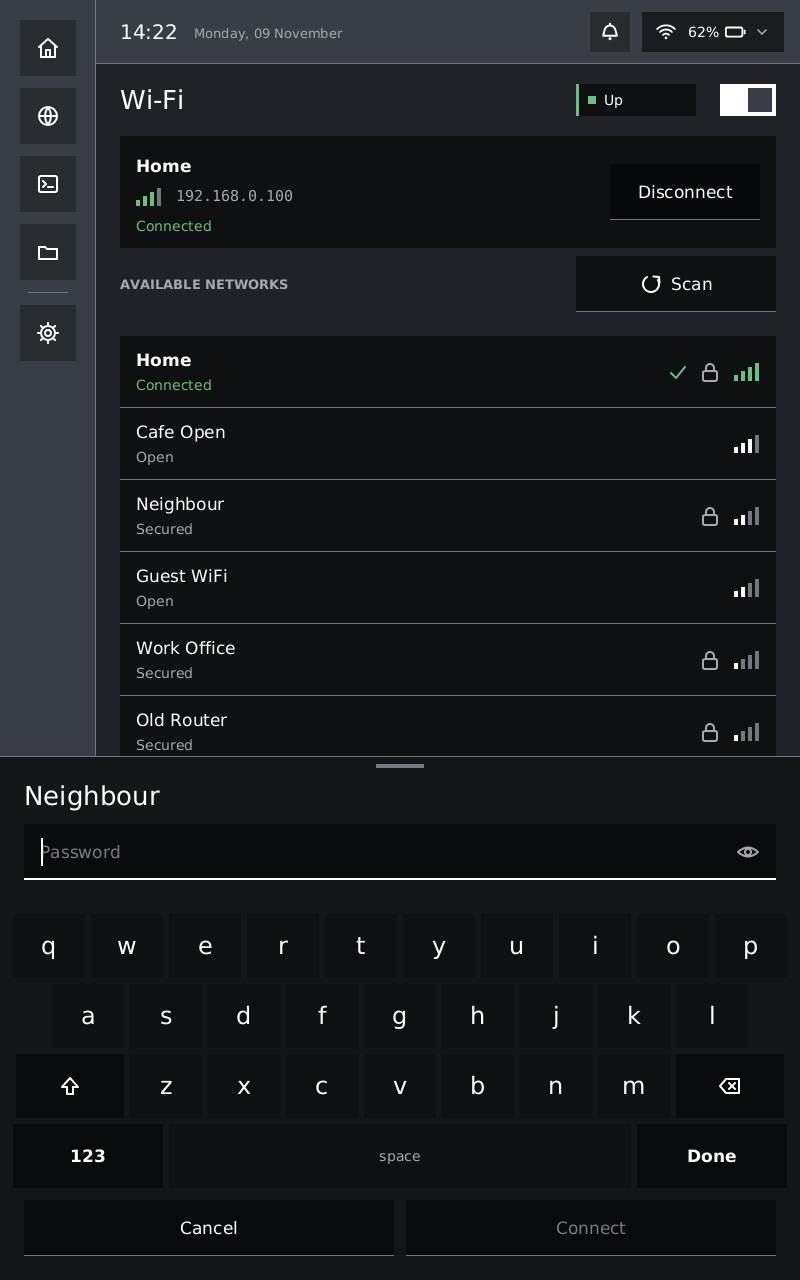 14:22 Monday, 09 November
62%
Wi-Fi
Up
Home
192.168.0.100
Connected
Disconnect
AVAILABLE NETWORKS
Scan
Home
Connected
Cafe Open
Open
Neighbour
Secured
Guest WiFi
Open
Work Office
Secured
Old Router
Secured
Neighbour
Password
q w e r t y u i o p
a s d f g h j k l
z x c v b n m
123 space Done
Cancel Connect